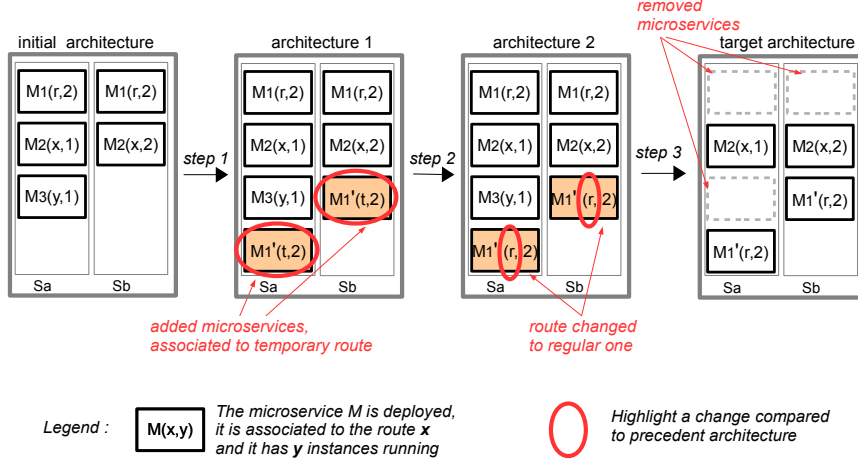 removed
microservices
initial architecture
architecture 1
architecture 2
target architecture
M1(r,2)
M1(r,2)
M2(x,1)
M2(x,2)
M3(y,1)
Sa
Sb
step 1
M1(r,2)
M1(r,2)
M2(x,1)
M2(x,2)
M3(y,1)
M1'(t,2)
M1'(t,2)
Sa
Sb
step 2
M1(r,2)
M1(r,2)
M2(x,1)
M2(x,2)
M3(y,1)
M1'(r,2)
M1'(r,2)
Sa
Sb
step 3
M2(x,1)
M2(x,2)
M1'(r,2)
M1'(r,2)
Sa
Sb
added microservices,
associated to temporary route
route changed
to regular one
Legend :
M(x,y)
The microservice M is deployed,
it is associated to the route x
and it has y instances running
Highlight a change compared
to precedent architecture